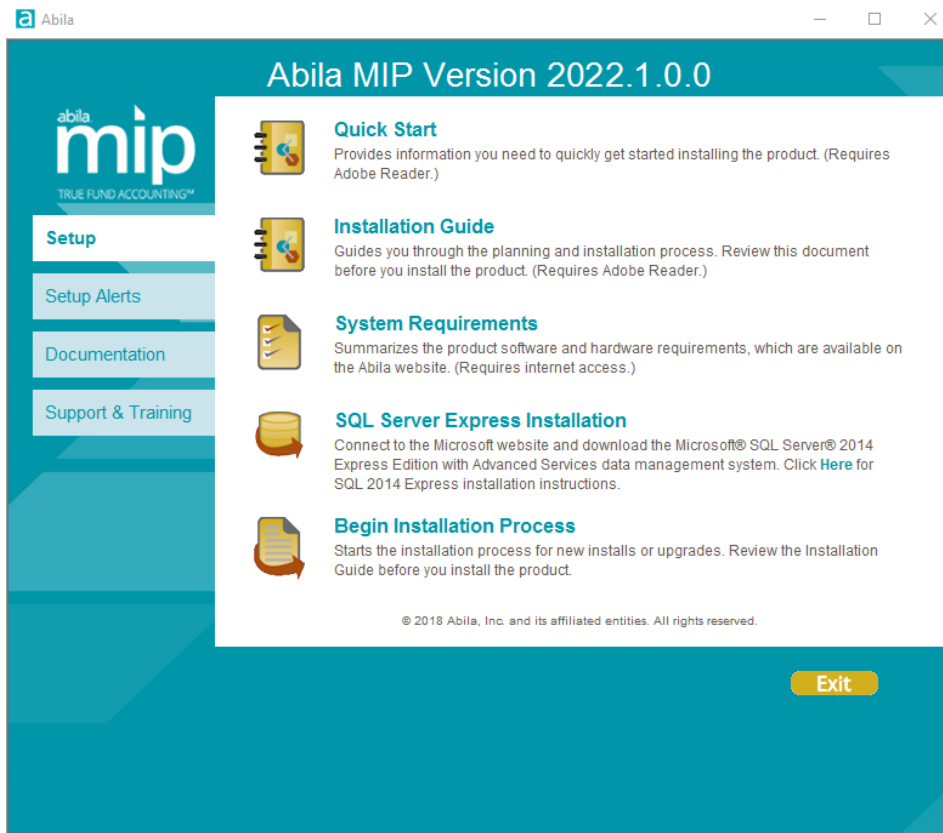 Abila
Abila MIP Version 2022.1.0.0
abila
mip
TRUE FUND ACCOUNTING™
Setup
Setup Alerts
Documentation
Support & Training
Quick Start
Provides information you need to quickly get started installing the product. (Requires
Adobe Reader.)
Installation Guide
Guides you through the planning and installation process. Review this document
before you install the product. (Requires Adobe Reader.)
System Requirements
Summarizes the product software and hardware requirements, which are available on
the Abila website. (Requires internet access.)
SQL Server Express Installation
Connect to the Microsoft website and download the Microsoft® SQL Server® 2014
Express Edition with Advanced Services data management system. Click Here for
SQL 2014 Express installation instructions.
Begin Installation Process
Starts the installation process for new installs or upgrades. Review the Installation
Guide before you install the product.
© 2018 Abila, Inc. and its affiliated entities. All rights reserved.
Exit